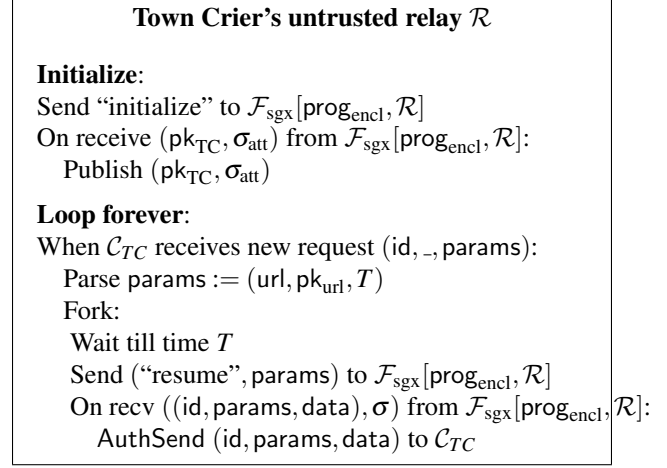 Town Crier's untrusted relay ℛ
Initialize:
Send “initialize” to ℱ_sgx[prog_encl, ℛ]
On receive (pk_TC, σ_att) from ℱ_sgx[prog_encl, ℛ]:
Publish (pk_TC, σ_att)
Loop forever:
When 𝒞_TC receives new request (id, _, params):
Parse params := (url, pk_url, T)
Fork:
Wait till time T
Send (“resume”, params) to ℱ_sgx[prog_encl, ℛ]
On recv ((id, params, data), σ) from ℱ_sgx[prog_encl, ℛ]:
AuthSend (id, params, data) to 𝒞_TC